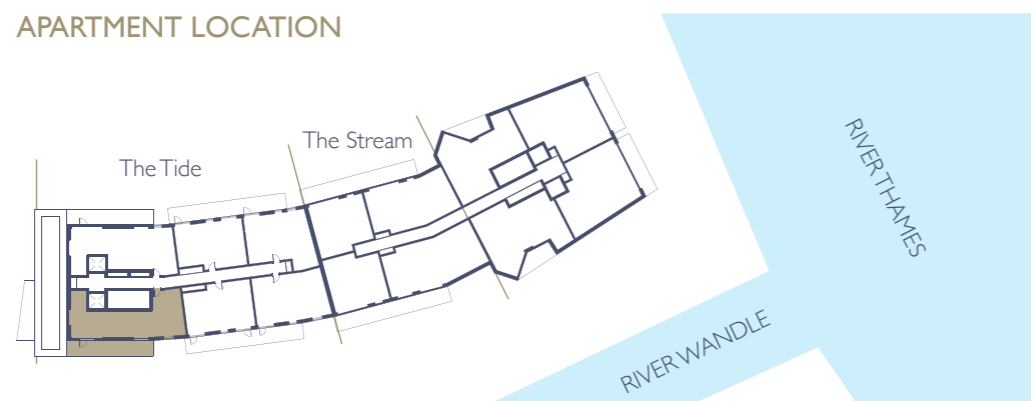 APARTMENT LOCATION
The Tide
The Stream
RIVER THAMES
RIVER WANDLE